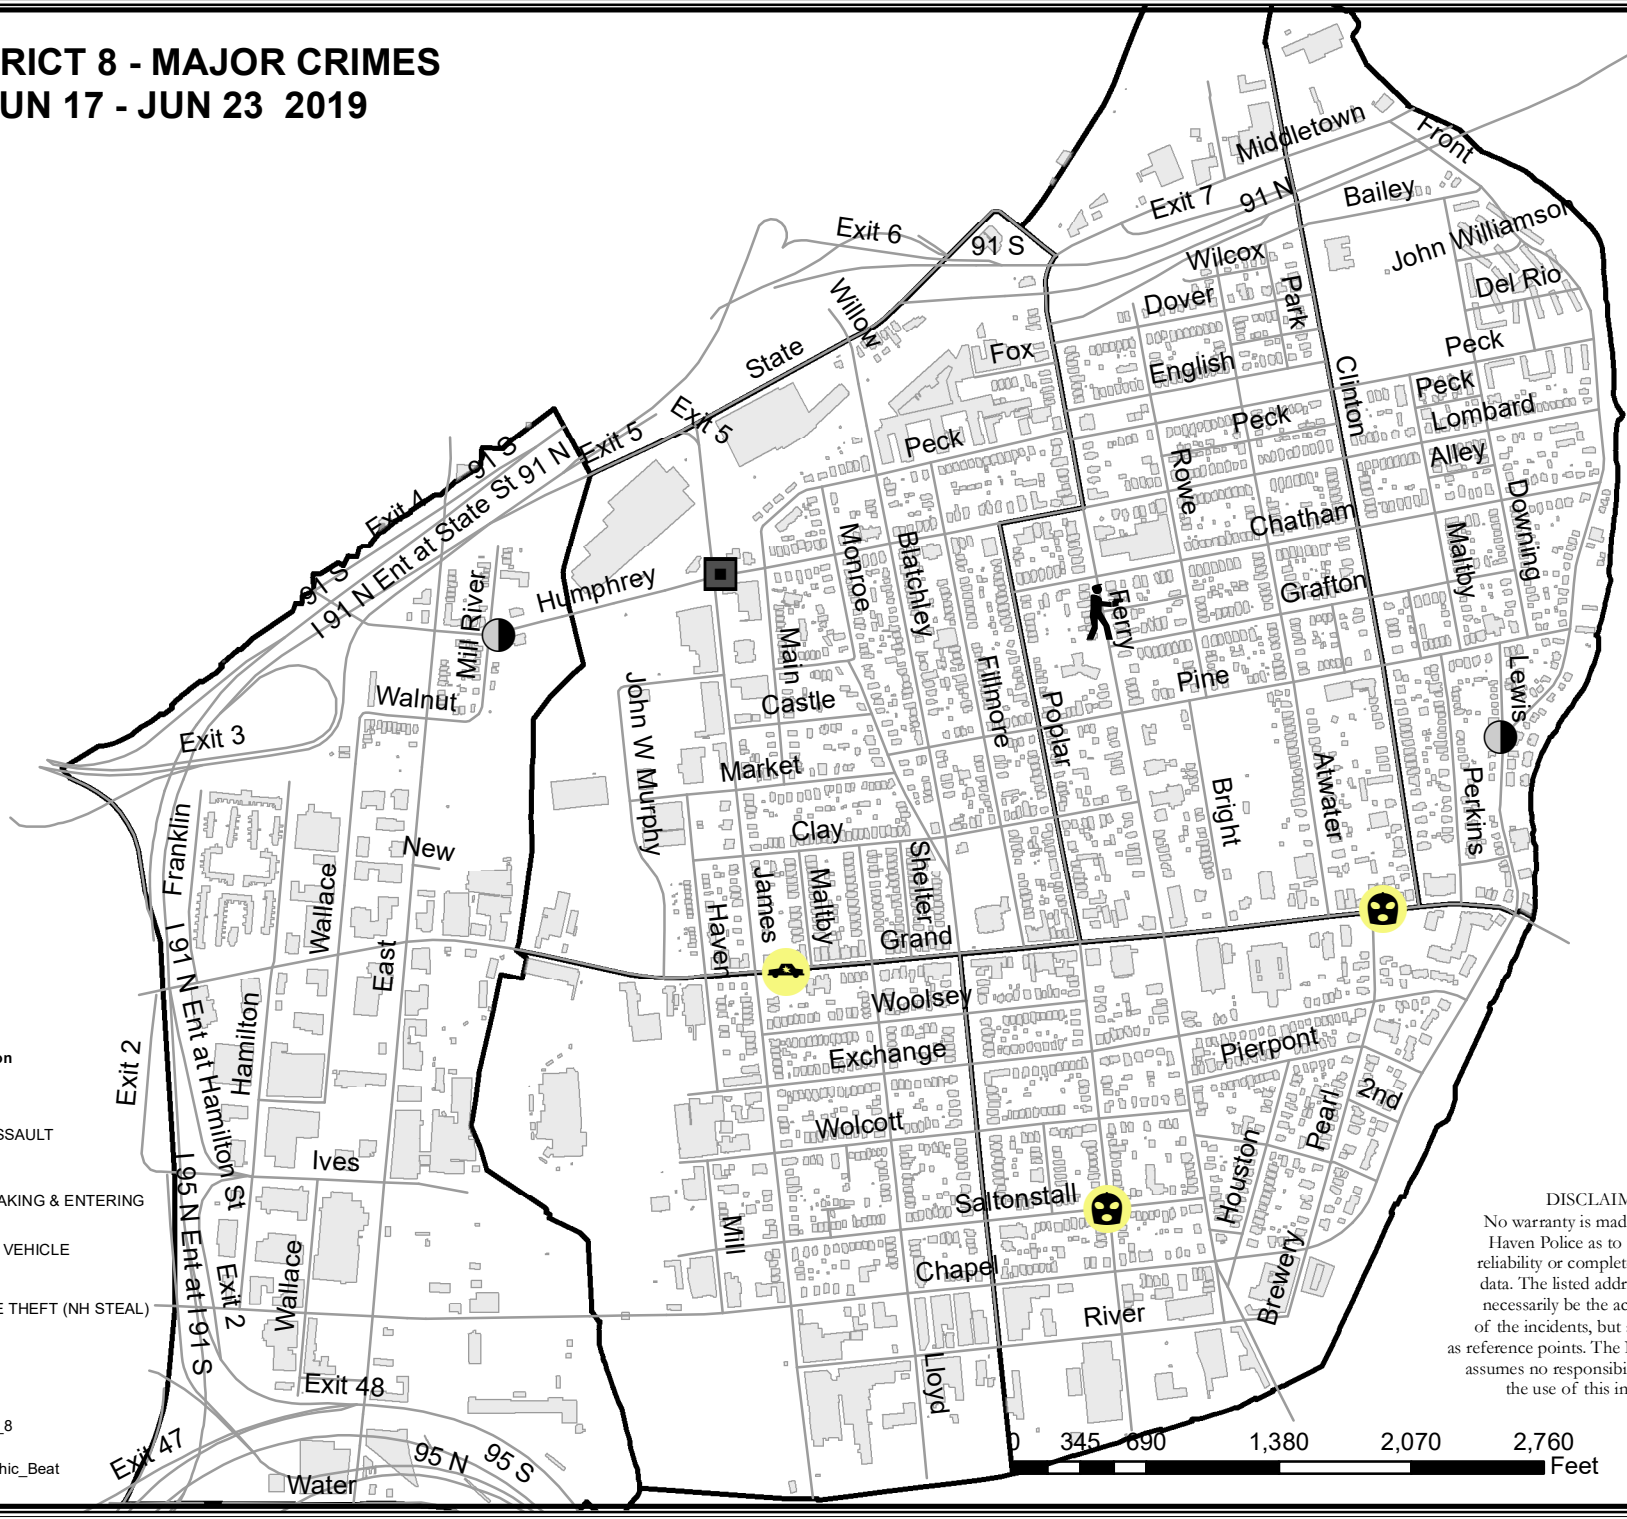 RICT 8 - MAJOR CRIMES
UN 17 - JUN 23 2019
Middletown
Front
Exit 7
91 N
Bailey
Exit 6
91 S
John Williamson
Wilcox
Del Rio
Dover
Park
Willow
State
Fox
Peck
English
Clinton
Peck
Exit 5
Exit 5
Peck
Peck
Lombard
91 S
91 N
Alley
Rowe
Exit 4
I 91 N Ent at State St
Chatham
Downing
Maltby
Monroe
Blatchley
91 S
Humphrey
Grafton
Ferry
Mill River
Main
Fillmore
Pine
Lewis
Walnut
Castle
Poplar
John W Murphy
Exit 3
Market
Atwater
Bright
Perkins
Franklin
New
Clay
Shelter
Wallace
James
Maltby
Haven
Grand
East
I 91 N Ent at Hamilton St
Woolsey
Hamilton
Exchange
Pierpont
on
Exit 2
2nd
Pearl
SSAULT
Wolcott
Ives
Houston
AKING & ENTERING
Saltonstall
I 95 N Ent at I 91 S
VEHICLE
Mill
Chapel
Exit 2
Wallace
Brewery
E THEFT (NH STEAL)
River
Exit 48
Lloyd
_8
Exit 47
95 N
95 S
hic_Beat
Water
DISCLAIM
No warranty is mad
Haven Police as to
reliability or complet
data. The listed addr
necessarily be the ac
of the incidents, but
as reference points. The
assumes no responsibi
the use of this in
0 345 690 1,380 2,070 2,760
Feet